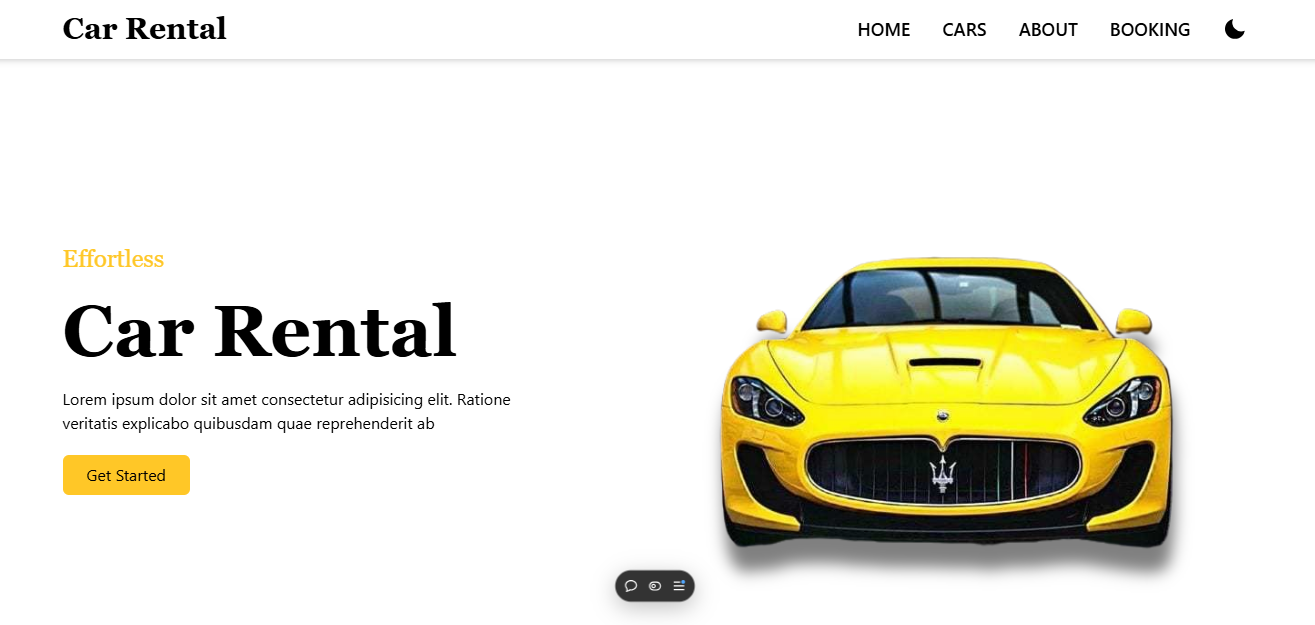 Car Rental
HOME CARS ABOUT BOOKING
Effortless
Car Rental
Lorem ipsum dolor sit amet consectetur adipisicing elit. Ratione
veritatis explicabo quibusdam quae reprehenderit ab
Get Started